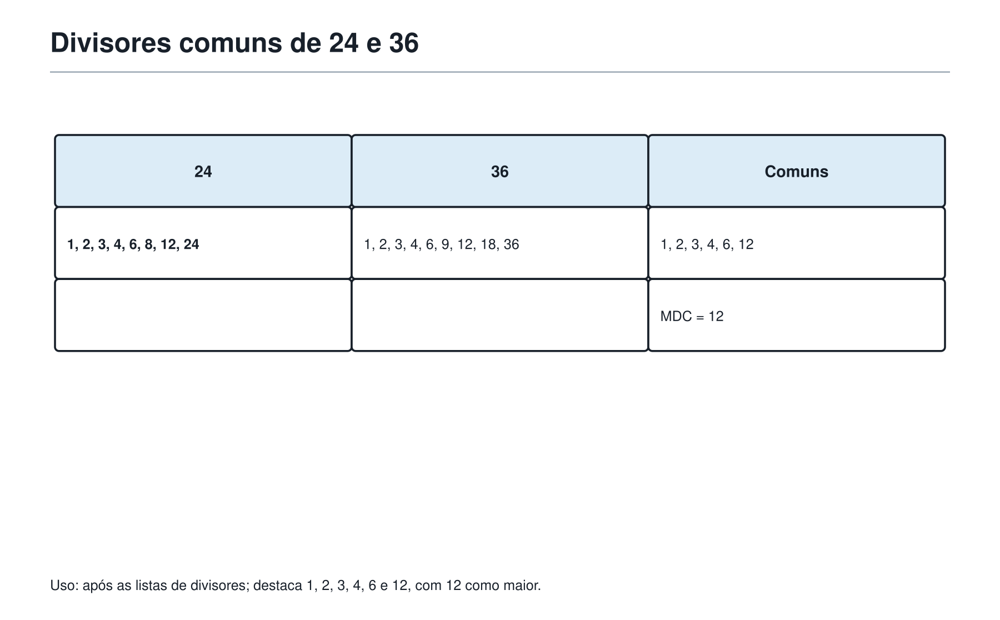 Divisores comuns de 24 e 36
24
36
Comuns
1, 2, 3, 4, 6, 8, 12, 24
1, 2, 3, 4, 6, 9, 12, 18, 36
1, 2, 3, 4, 6, 12
MDC = 12
Uso: após as listas de divisores; destaca 1, 2, 3, 4, 6 e 12, com 12 como maior.